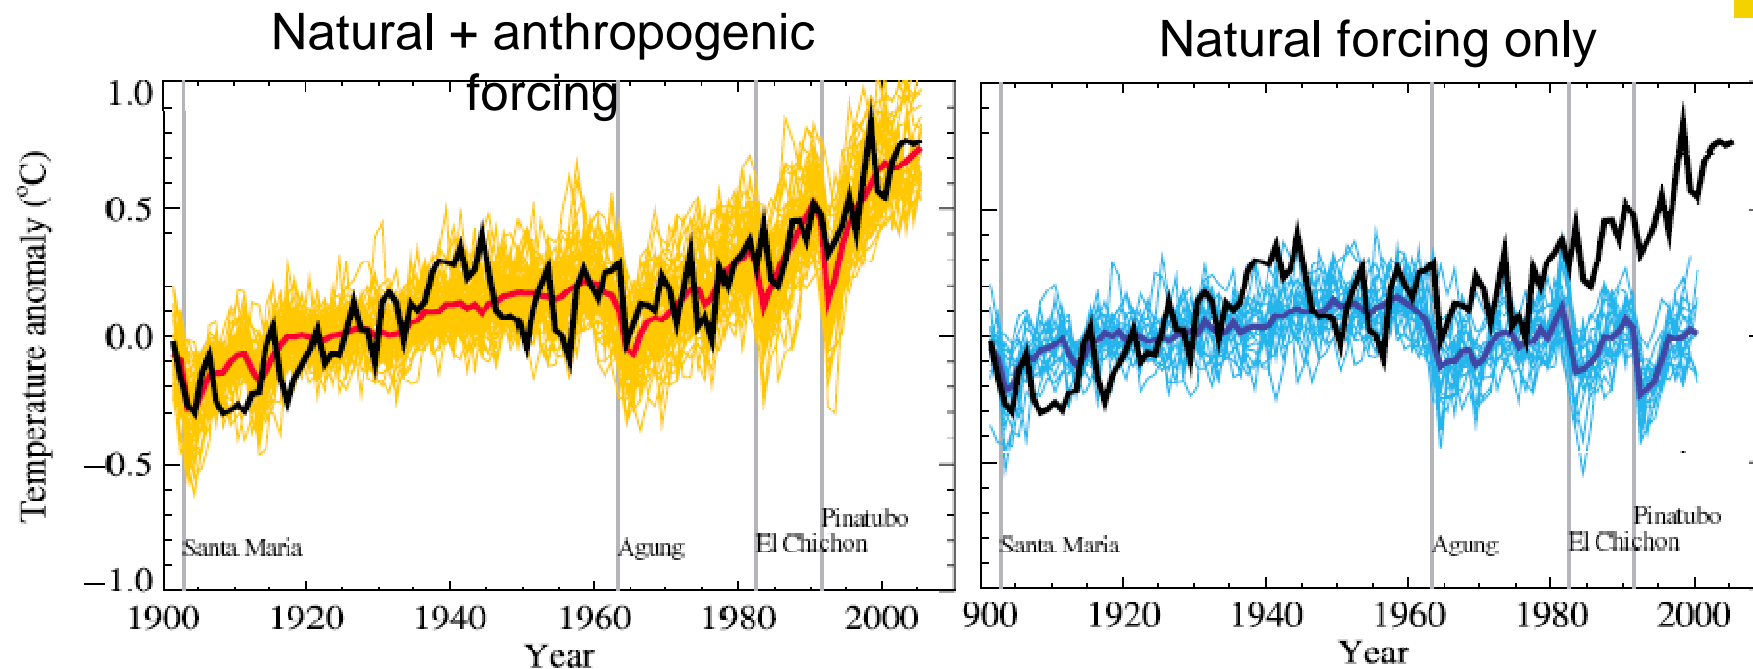 Natural + anthropogenic
forcing
Natural forcing only
Temperature anomaly (°C)
1.0
0.5
0.0
−0.5
−1.0
Santa Maria
Agung
El Chichon
Pinatubo
1900 1920 1940 1960 1980 2000
Year
Santa Maria
Agung
El Chichon
Pinatubo
900 1920 1940 1960 1980 2000
Year